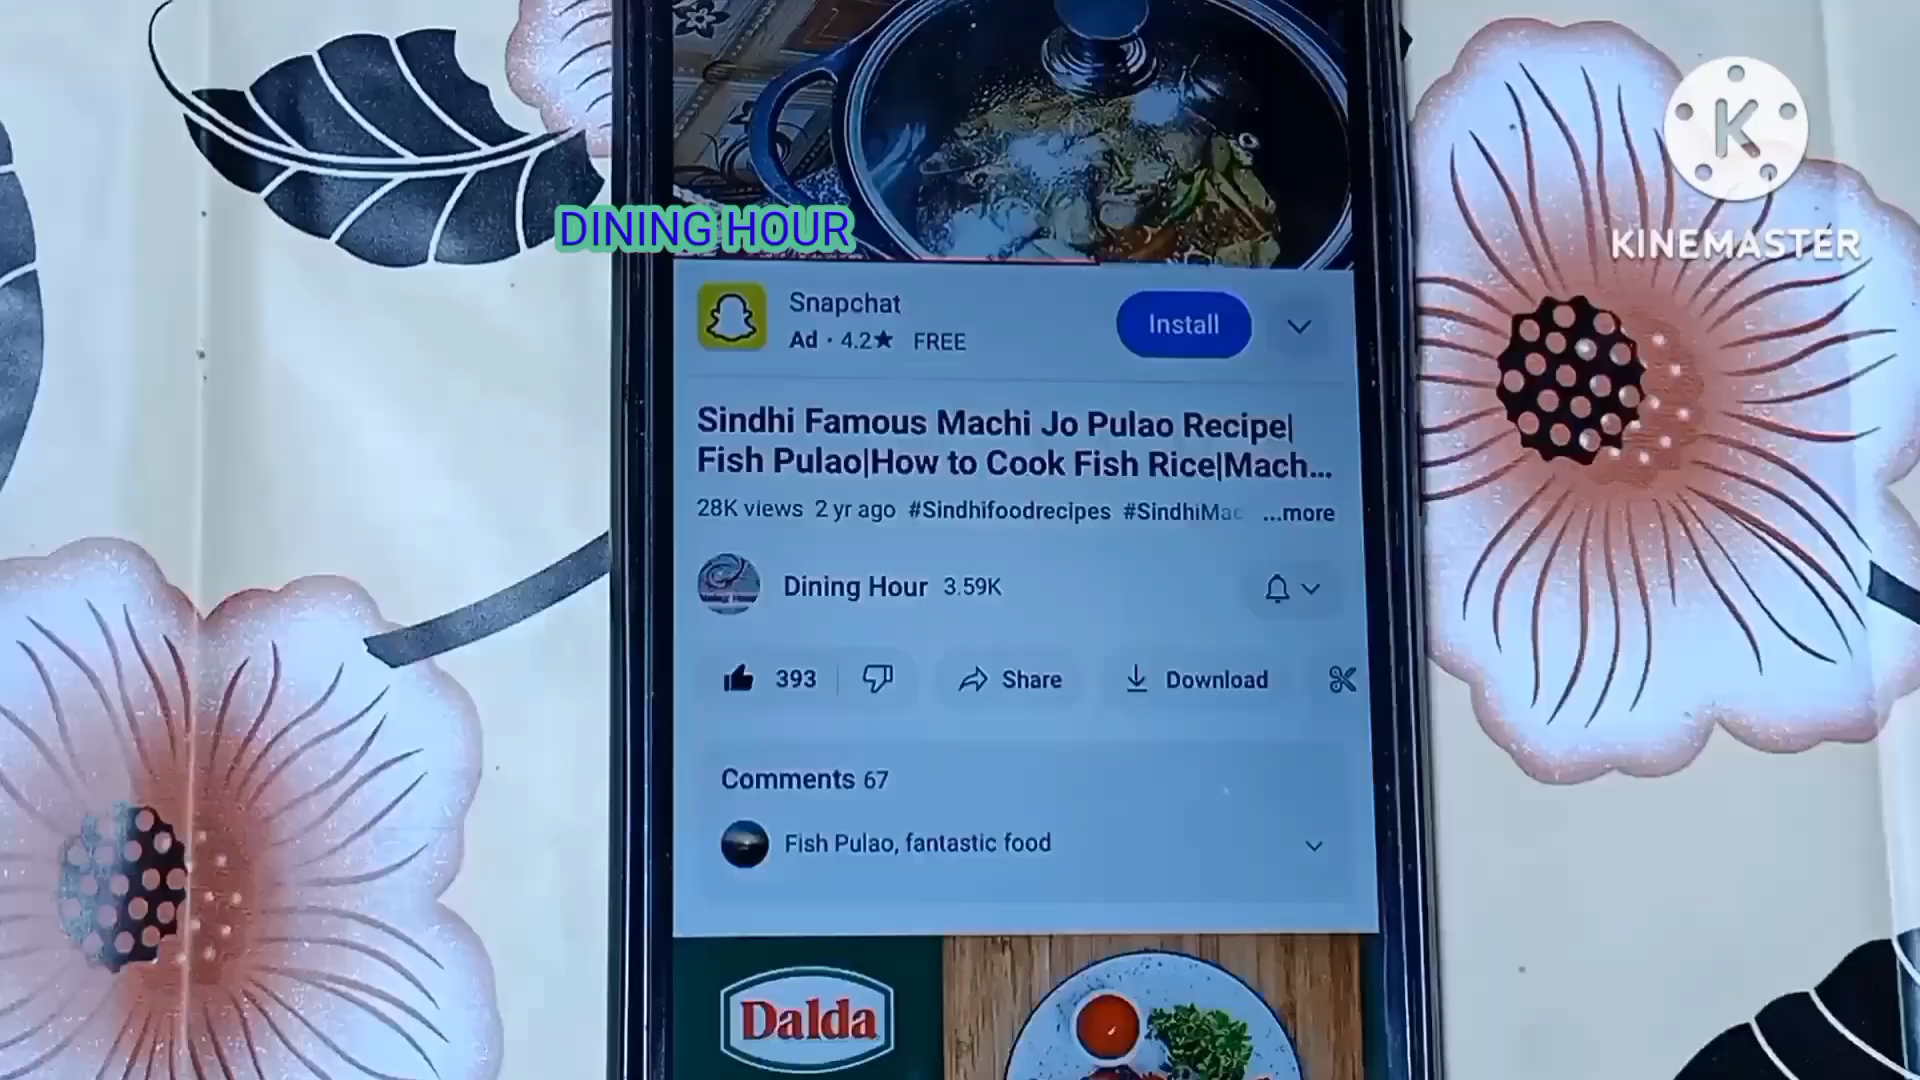 DINING HOUR
K
KINEMASTER
Snapchat
Ad · 4.2★ FREE
Install
Sindhi Famous Machi Jo Pulao Recipe|
Fish Pulao|How to Cook Fish Rice|Mach...
28K views 2 yr ago #Sindhifoodrecipes #SindhiMac ...more
Dining Hour 3.59K
393
Share
Download
Comments 67
Fish Pulao, fantastic food
Dalda